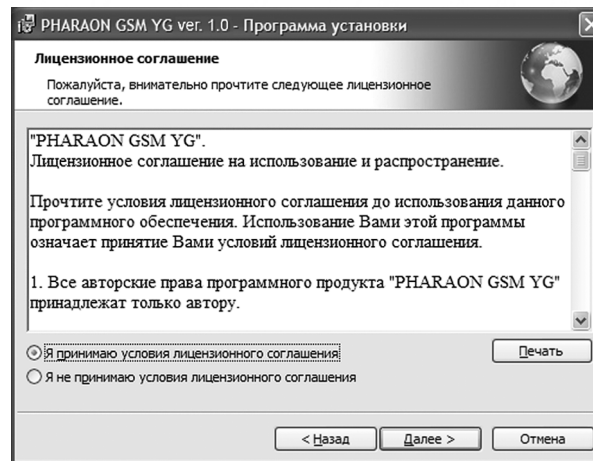 PHARAON GSM YG ver. 1.0 - Программа установки
Лицензионное соглашение
Пожалуйста, внимательно прочтите следующее лицензионное
соглашение.
"PHARAON GSM YG".
Лицензионное соглашение на использование и распространение.
Прочтите условия лицензионного соглашения до использования данного
программного обеспечения. Использование Вами этой программы
означает принятие Вами условий лицензионного соглашения.
1. Все авторские права программного продукта "PHARAON GSM YG"
принадлежат только автору.
Я принимаю условия лицензионного соглашения
Печать
Я не принимаю условия лицензионного соглашения
< Назад
Далее >
Отмена